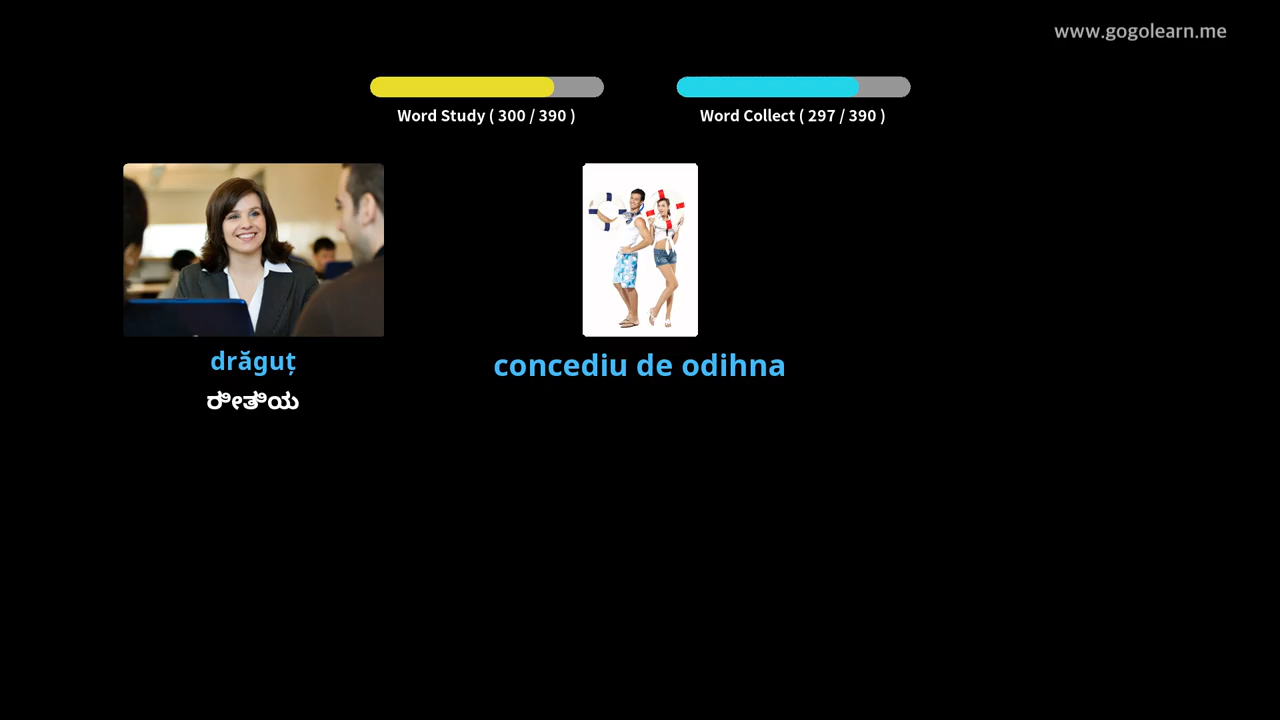 www.gogolearn.me
Word Study ( 300 / 390 )
Word Collect ( 297 / 390 )
drăguț
ರೀತಿಯ
concediu de odihna